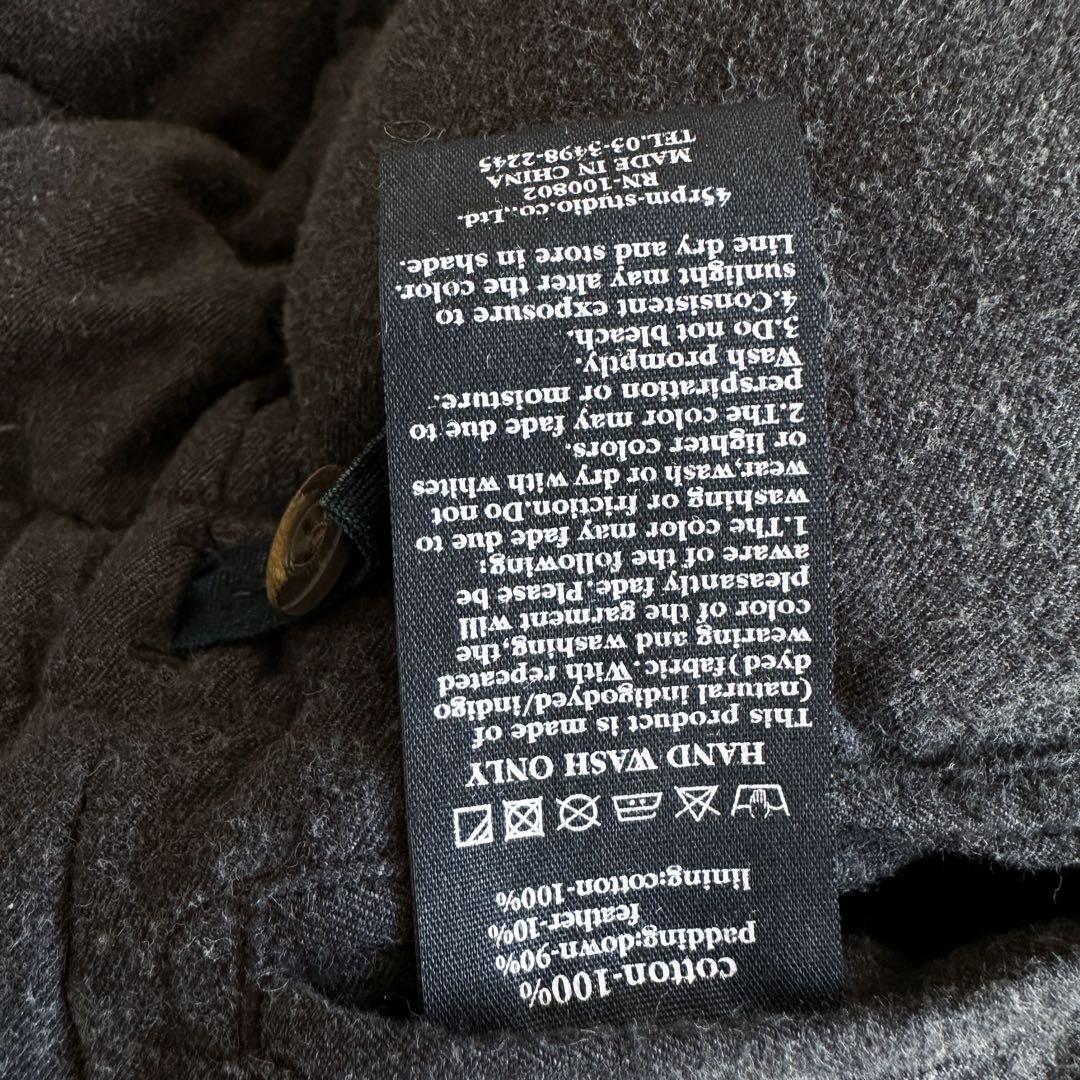 cotton-100%
padding:down-90%
feather-10%
lining:cotton-100%
HAND WASH ONLY
This product is made of
(natural indigodyed/indigo
dyed)fabric. With repeated
wearing and washing,the
color of the garment will
pleasantly fade.Please be
aware of the following:
1.The color may fade due to
washing or friction.Do not
wear,wash or dry with whites
or lighter colors.
2.The color may fade due to
perspiration or moisture.
Wash promptly.
3.Do not bleach.
4.Consistent exposure to
sunlight may alter the color.
Line dry and store in shade.
45rpm-studio.co.,Ltd.
RN-100802
MADE IN CHINA
TEL.03-3498-2245